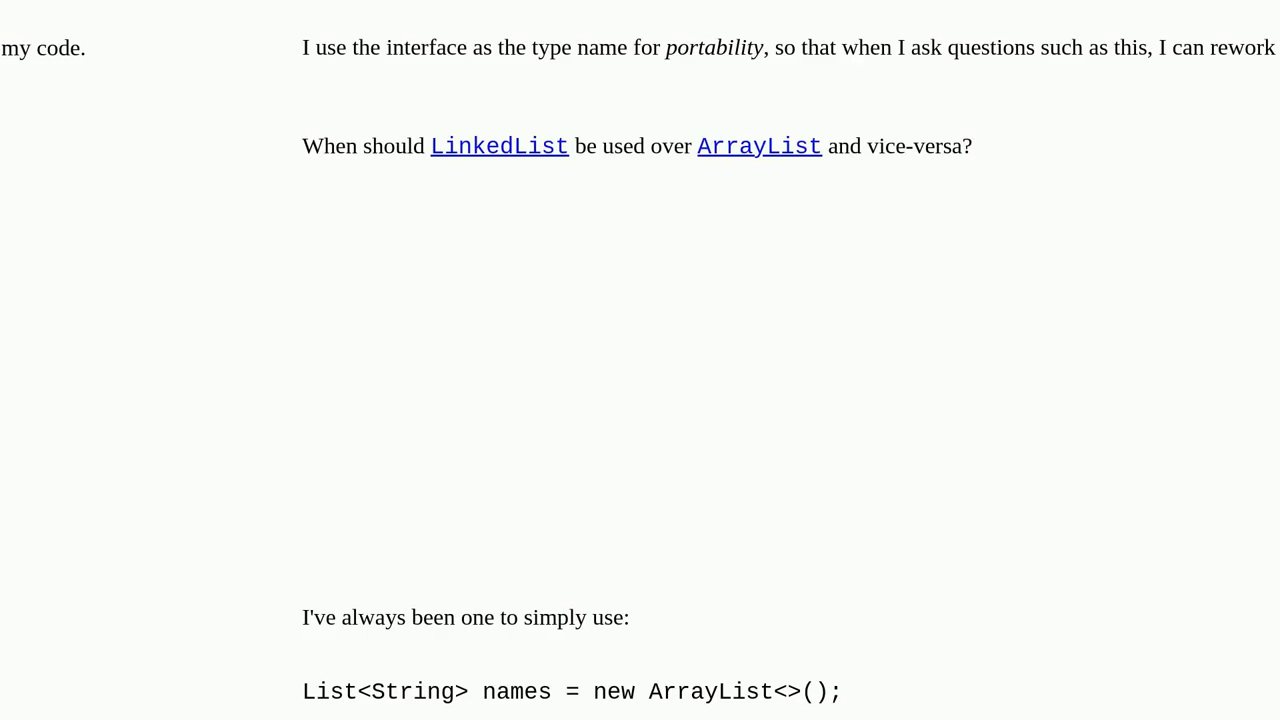 I use the interface as the type name for portability, so that when I ask questions such as this, I can rework
my code.
When should LinkedList be used over ArrayList and vice-versa?
I've always been one to simply use:
List<String> names = new ArrayList<>();